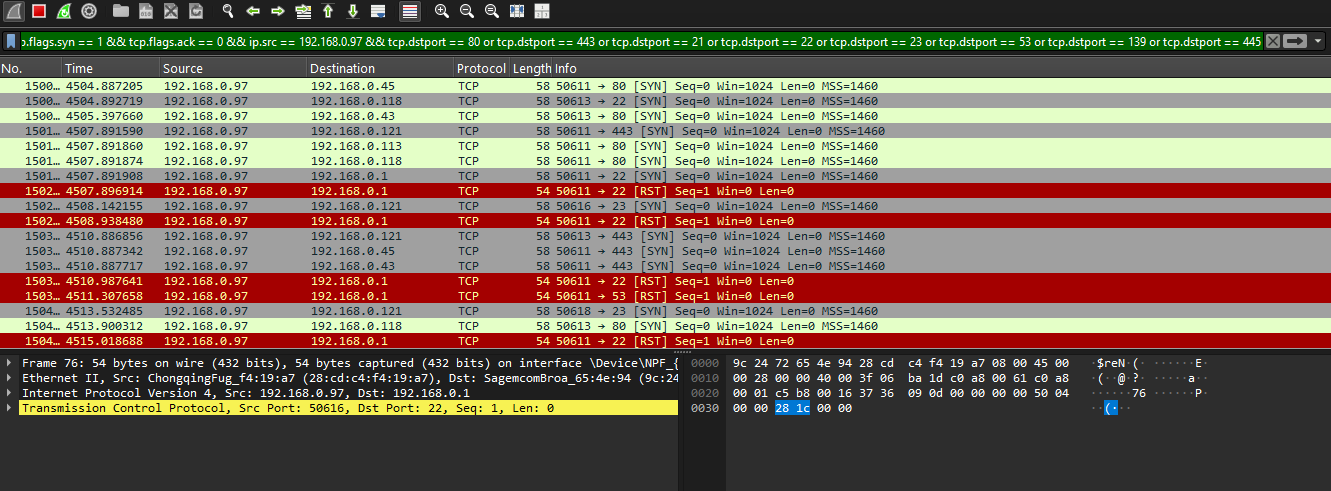 p.flags.syn == 1 && tcp.flags.ack == 0 && ip.src == 192.168.0.97 && tcp.dstport == 80 or tcp.dstport == 443 or tcp.dstport == 21 or tcp.dstport == 22 or tcp.dstport == 23 or tcp.dstport == 53 or tcp.dstport == 139 or tcp.dstport == 445
No. Time Source Destination Protocol Length Info
1500… 4504.887205 192.168.0.97 192.168.0.45 TCP 58 50611 → 80 [SYN] Seq=0 Win=1024 Len=0 MSS=1460
1500… 4504.892719 192.168.0.97 192.168.0.118 TCP 58 50613 → 22 [SYN] Seq=0 Win=1024 Len=0 MSS=1460
1500… 4505.397660 192.168.0.97 192.168.0.43 TCP 58 50613 → 80 [SYN] Seq=0 Win=1024 Len=0 MSS=1460
1501… 4507.891590 192.168.0.97 192.168.0.121 TCP 58 50611 → 443 [SYN] Seq=0 Win=1024 Len=0 MSS=1460
1501… 4507.891860 192.168.0.97 192.168.0.113 TCP 58 50611 → 80 [SYN] Seq=0 Win=1024 Len=0 MSS=1460
1501… 4507.891874 192.168.0.97 192.168.0.118 TCP 58 50611 → 80 [SYN] Seq=0 Win=1024 Len=0 MSS=1460
1501… 4507.891908 192.168.0.97 192.168.0.1 TCP 58 50611 → 22 [SYN] Seq=0 Win=1024 Len=0 MSS=1460
1502… 4507.896914 192.168.0.97 192.168.0.1 TCP 54 50611 → 22 [RST] Seq=1 Win=0 Len=0
1502… 4508.142155 192.168.0.97 192.168.0.121 TCP 58 50616 → 23 [SYN] Seq=0 Win=1024 Len=0 MSS=1460
1502… 4508.938480 192.168.0.97 192.168.0.1 TCP 54 50611 → 22 [RST] Seq=1 Win=0 Len=0
1503… 4510.886856 192.168.0.97 192.168.0.121 TCP 58 50613 → 443 [SYN] Seq=0 Win=1024 Len=0 MSS=1460
1503… 4510.887342 192.168.0.97 192.168.0.45 TCP 58 50611 → 443 [SYN] Seq=0 Win=1024 Len=0 MSS=1460
1503… 4510.887717 192.168.0.97 192.168.0.43 TCP 58 50611 → 443 [SYN] Seq=0 Win=1024 Len=0 MSS=1460
1503… 4510.987641 192.168.0.97 192.168.0.1 TCP 54 50611 → 22 [RST] Seq=1 Win=0 Len=0
1503… 4511.307658 192.168.0.97 192.168.0.1 TCP 54 50611 → 53 [RST] Seq=1 Win=0 Len=0
1504… 4513.532485 192.168.0.97 192.168.0.121 TCP 58 50618 → 23 [SYN] Seq=0 Win=1024 Len=0 MSS=1460
1504… 4513.900312 192.168.0.97 192.168.0.118 TCP 58 50613 → 80 [SYN] Seq=0 Win=1024 Len=0 MSS=1460
1504… 4515.018688 192.168.0.97 192.168.0.1 TCP 54 50611 → 22 [RST] Seq=1 Win=0 Len=0
Frame 76: 54 bytes on wire (432 bits), 54 bytes captured (432 bits) on interface \Device\NPF_{
Ethernet II, Src: ChongqingFug_f4:19:a7 (28:cd:c4:f4:19:a7), Dst: SagemcomBroa_65:4e:94 (9c:24
Internet Protocol Version 4, Src: 192.168.0.97, Dst: 192.168.0.1
Transmission Control Protocol, Src Port: 50616, Dst Port: 22, Seq: 1, Len: 0
0000 9c 24 72 65 4e 94 28 cd c4 f4 19 a7 08 00 45 00 ·$reN·(· ······E·
0010 00 28 00 00 40 00 3f 06 ba 1d c0 a8 00 61 c0 a8 ·(··@·?· ·····a··
0020 00 01 c5 b8 00 16 37 36 09 0d 00 00 00 00 50 04 ······76 ······P·
0030 00 00 28 1c 00 00 ··(···